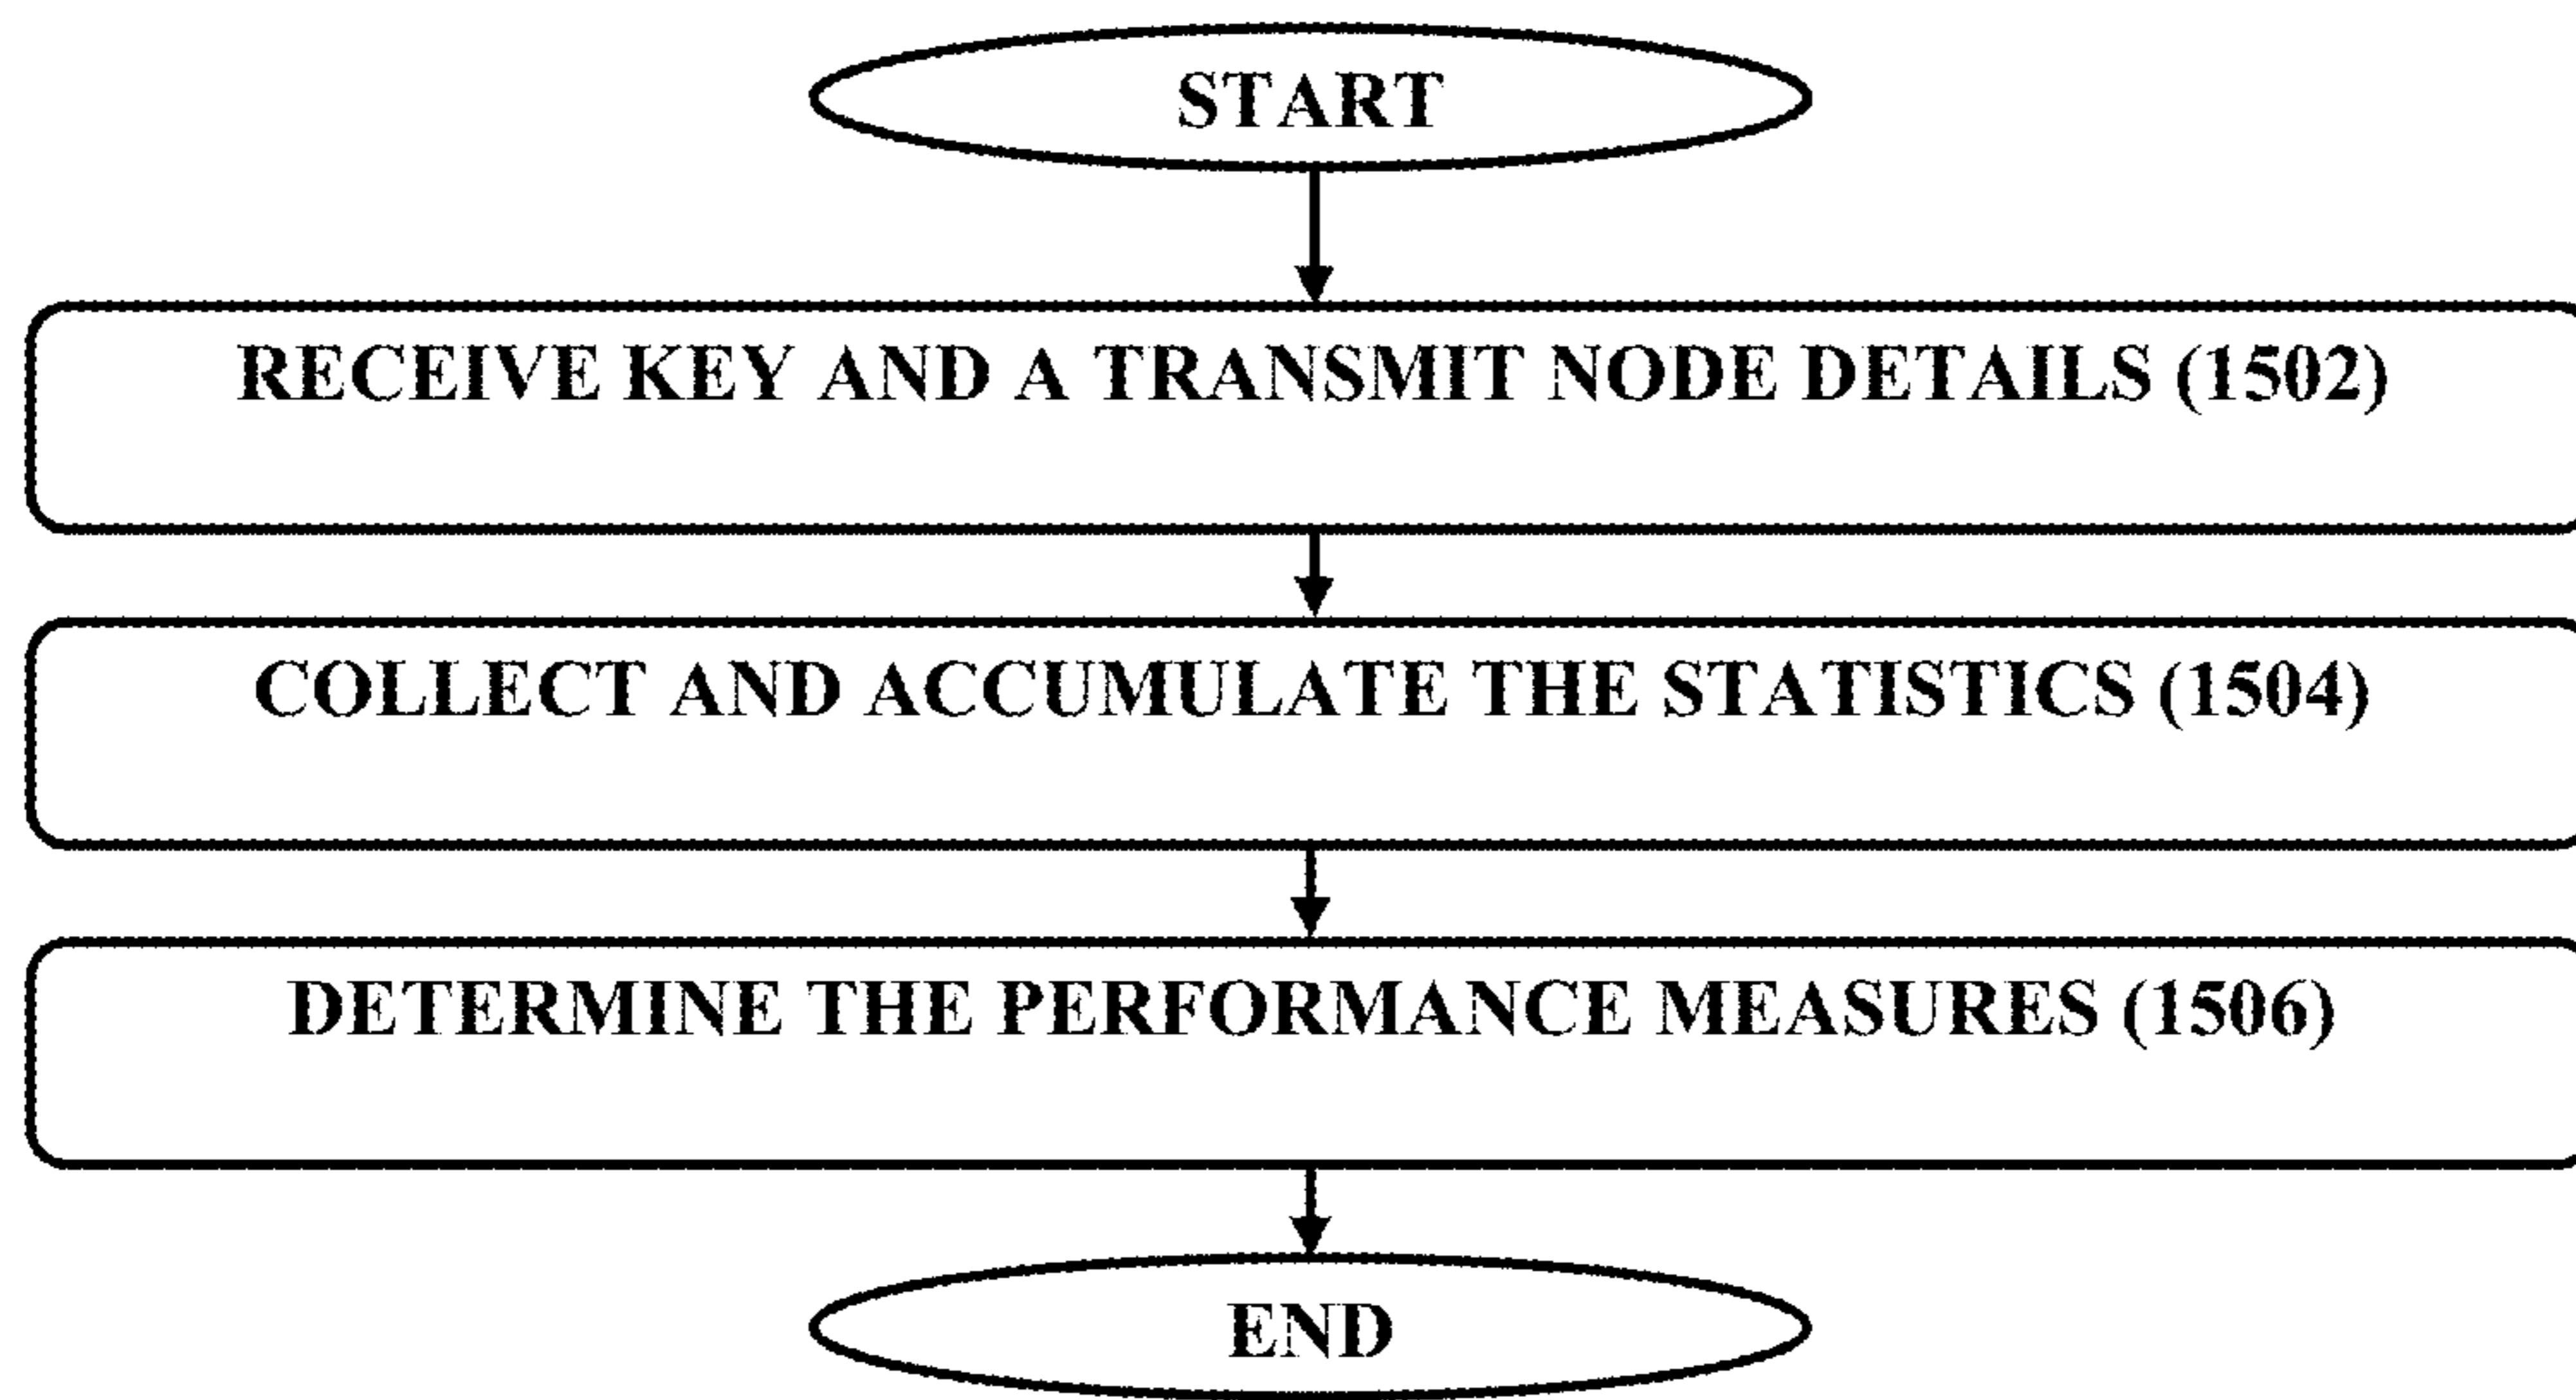 START
RECEIVE KEY AND A TRANSMIT NODE DETAILS (1502)
COLLECT AND ACCUMULATE THE STATISTICS (1504)
DETERMINE THE PERFORMANCE MEASURES (1506)
END